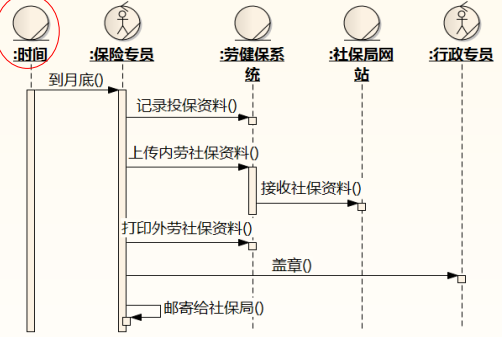 :时间
:保险专员
:劳健保系
统
:社保局网
站
:行政专员
到月底()
记录投保资料()
上传内劳社保资料()
接收社保资料()
打印外劳社保资料()
盖章()
邮寄给社保局()